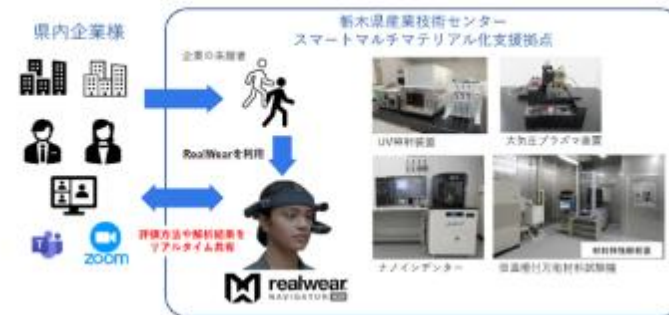 県内企業様
栃木県産業技術センター
スマートマルチマテリアル化支援拠点
企業の来館者
RealWearを利用
評価方法や解析結果を
リアルタイム共有
zoom
realwear
NAVIGATOR
UV照射装置
大気圧プラズマ装置
ナノインデンター
恒温槽付万能材料試験機